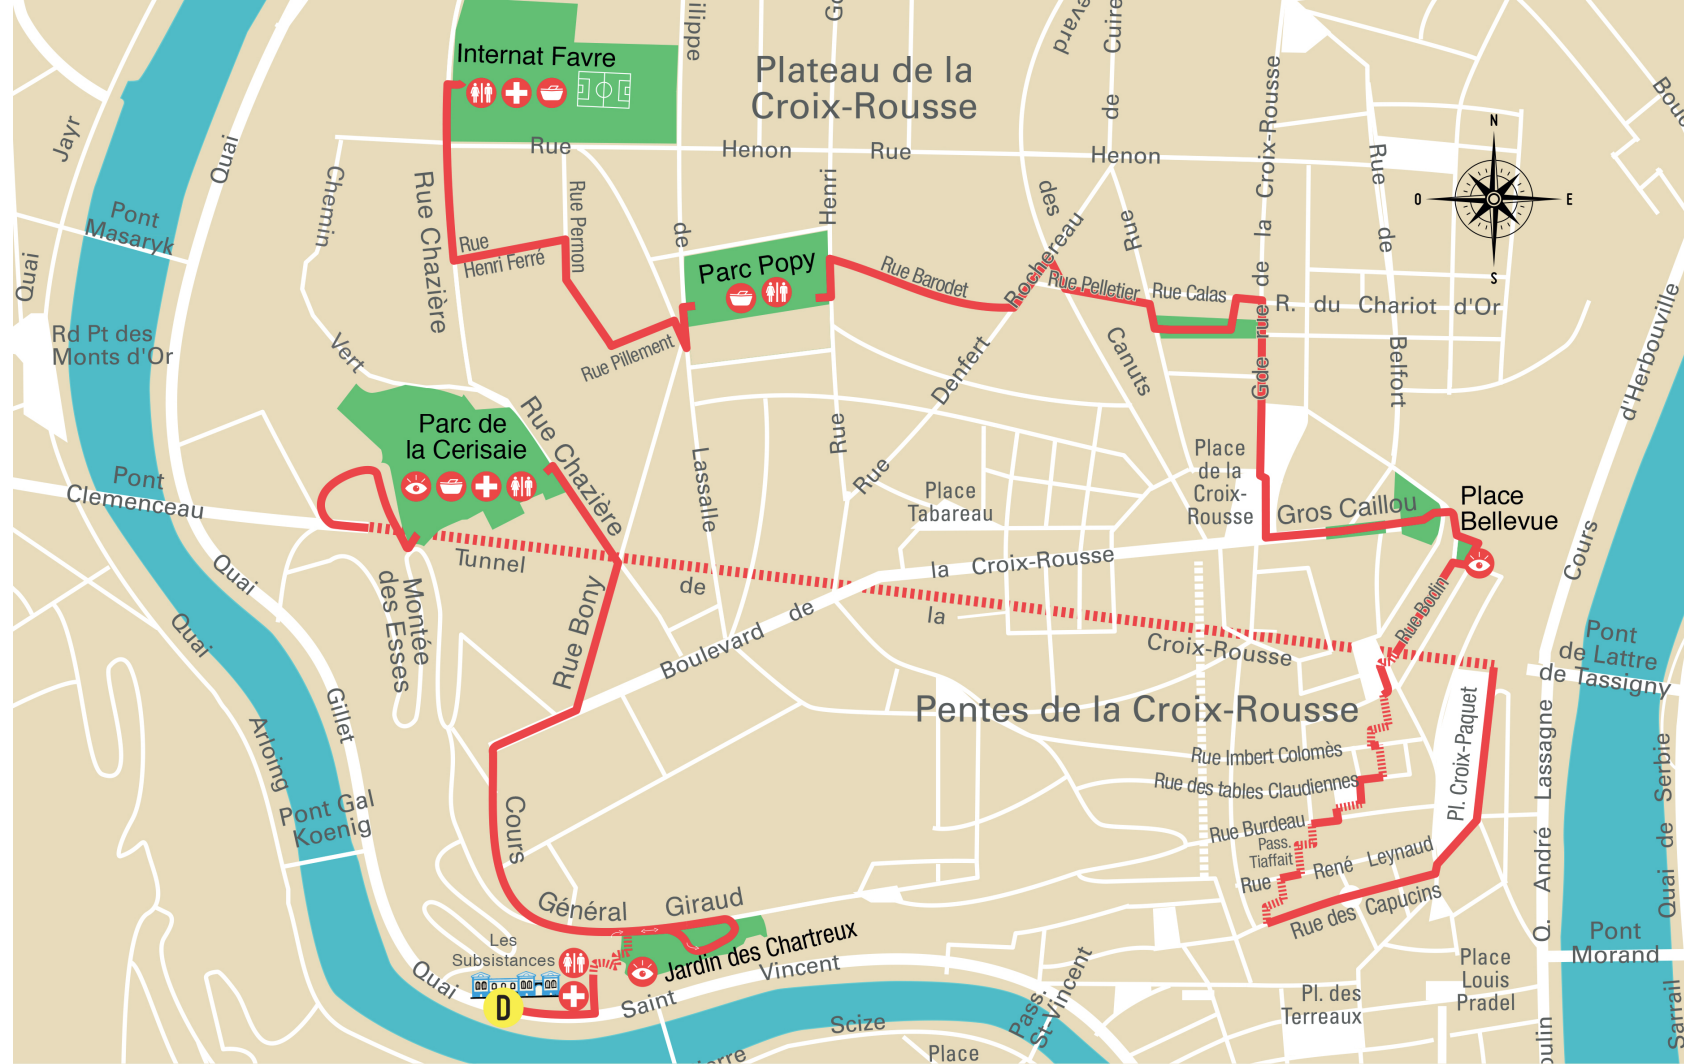 Internat Favre
Plateau de la
Croix-Rousse
ilippe
Cuire
de
Jayr
Quai
Rue
Henon
Rue
Henon
Chemin
Rue Chazière
Rue Pernon
Henri
des
Rue
de la Croix-Rousse
Rue
de
Belfort
N
O
E
S
Pont
Masaryk
Quai
Rue
Henri Ferré
de
Parc Popy
Rue Barodet
Rochereau
Rue Pelletier
Rue Calas
R. du Chariot d'Or
Gde rue
Rd Pt des
Monts d'Or
Vert
Rue Pillement
Denfert
Canuts
d'Herbouville
Parc de
la Cerisaie
Rue Chazière
Rue
Rue
Lassalle
Place
de la
Croix-
Rousse
Place
Tabareau
Gros Caillou
Place
Bellevue
Cours
Pont
Clemenceau
Tunnel
de
la
Croix-Rousse
Boulevard
de
la Croix-Rousse
Quai
Quai
Montée
des Esses
Rue Bony
Rue Bodin
Pont
de Lattre
de Tassigny
Pentes de la Croix-Rousse
Gillet
Arloing
Rue Imbert Colomès
Rue des tables Claudiennes
Pl. Croix-Paquet
Q. André Lassagne
Quai de Serbie
Pont Gal
Koenig
Cours
Rue Burdeau
Pass.
Tiaffait
Rue
René Leynaud
Rue des Capucins
Général
Giraud
Les
Subsistances
Jardin des Chartreux
Quai
D
Saint
Vincent
Pass.
St-Vincent
Pl. des
Terreaux
Place
Louis
Pradel
Pont
Morand
Scize
Place
Sarrail
oulin
ierre